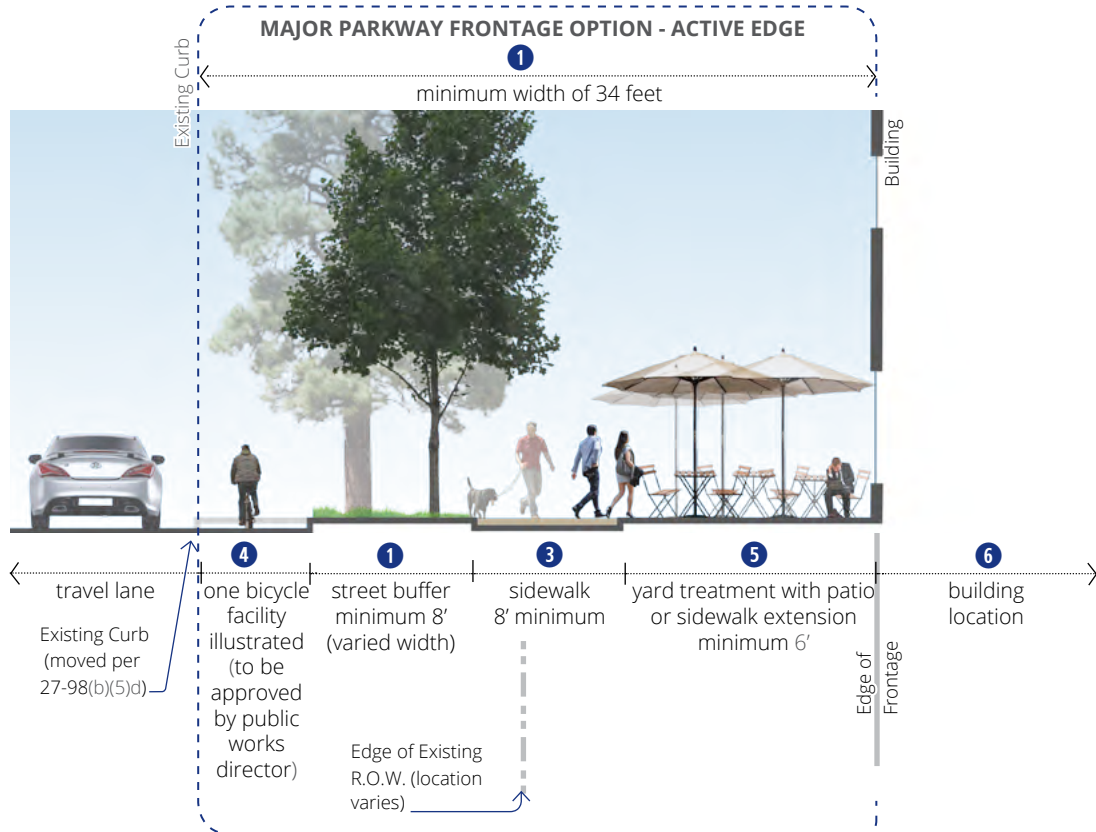 MAJOR PARKWAY FRONTAGE OPTION - ACTIVE EDGE
1
minimum width of 34 feet
Existing Curb
Building
4
1
3
5
6
travel lane
one bicycle
facility
illustrated
(to be
approved
by public
works
director)
street buffer
minimum 8'
(varied width)
sidewalk
8' minimum
yard treatment with patio
or sidewalk extension
minimum 6'
building
location
Existing Curb
(moved per
27-98(b)(5)d)
Edge of Existing
R.O.W. (location
varies)
Edge of
Frontage